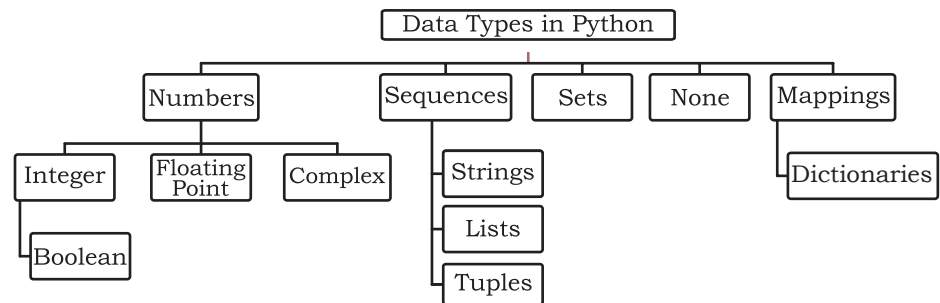 Data Types in Python
Numbers
Sequences
Sets
None
Mappings
Integer
Floating
Point
Complex
Strings
Dictionaries
Lists
Boolean
Tuples